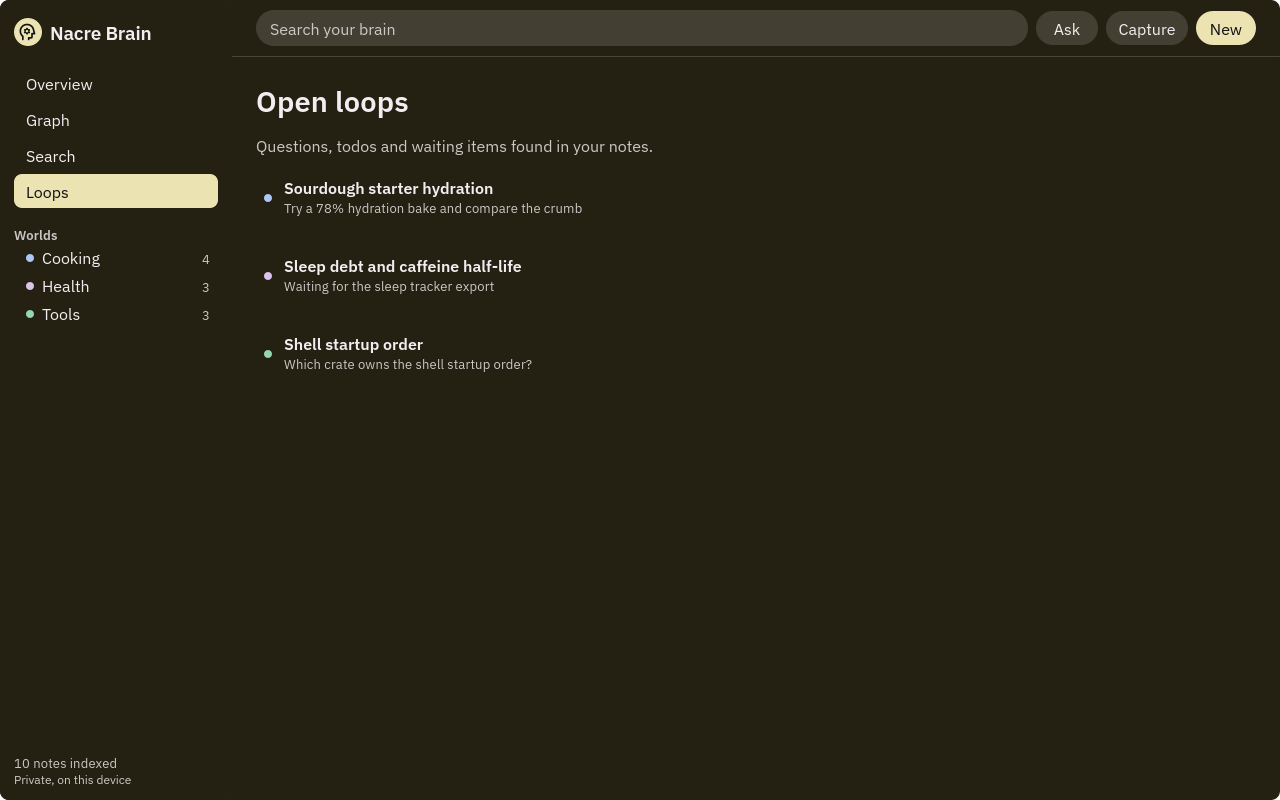 Nacre Brain
Search your brain
Ask
Capture
New
Overview
Graph
Search
Loops
Worlds
Cooking 4
Health 3
Tools 3
Open loops
Questions, todos and waiting items found in your notes.
Sourdough starter hydration
Try a 78% hydration bake and compare the crumb
Sleep debt and caffeine half-life
Waiting for the sleep tracker export
Shell startup order
Which crate owns the shell startup order?
10 notes indexed
Private, on this device